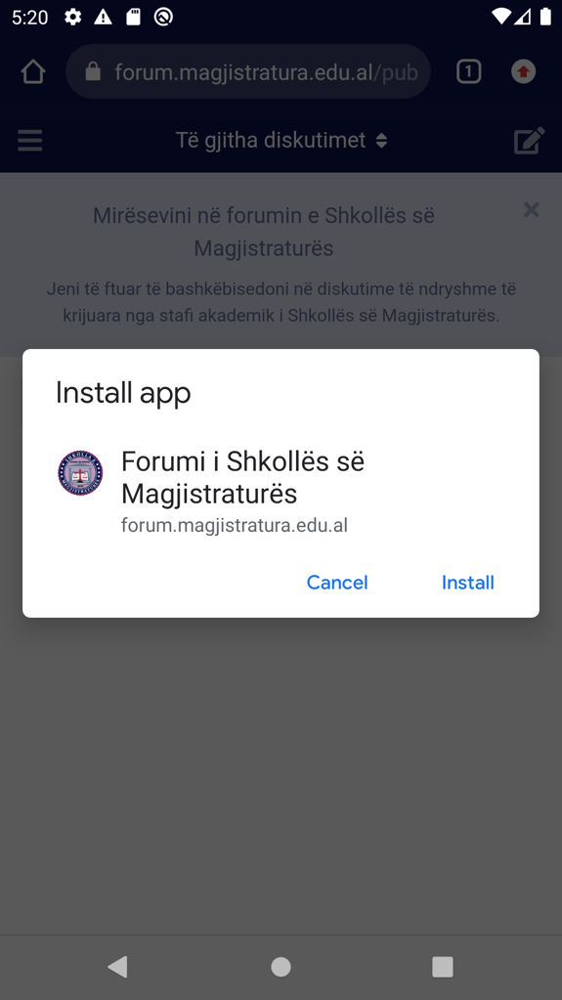 5:20
forum.magjistratura.edu.al/pub
1
Të gjitha diskutimet
Mirësevini në forumin e Shkollës së
Magjistraturës
Jeni të ftuar të bashkëbisedoni në diskutime të ndryshme të
krijuara nga stafi akademik i Shkollës së Magjistraturës.
Install app
Forumi i Shkollës së
Magjistraturës
forum.magjistratura.edu.al
Cancel
Install